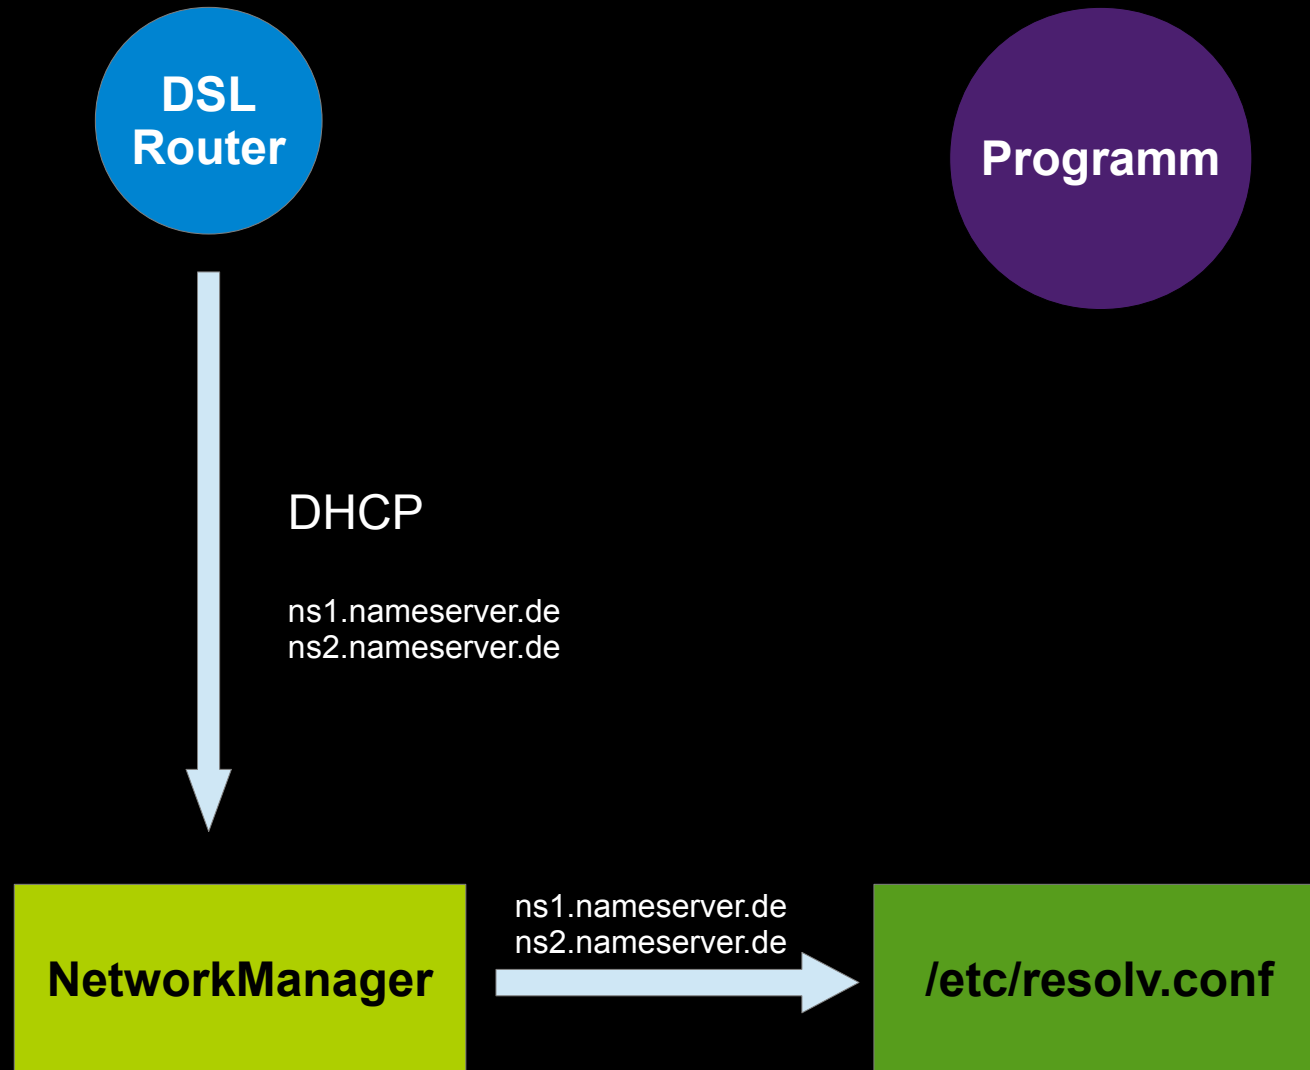 DSL
Router
Programm
DHCP
ns1.nameserver.de
ns2.nameserver.de
NetworkManager
ns1.nameserver.de
ns2.nameserver.de
/etc/resolv.conf